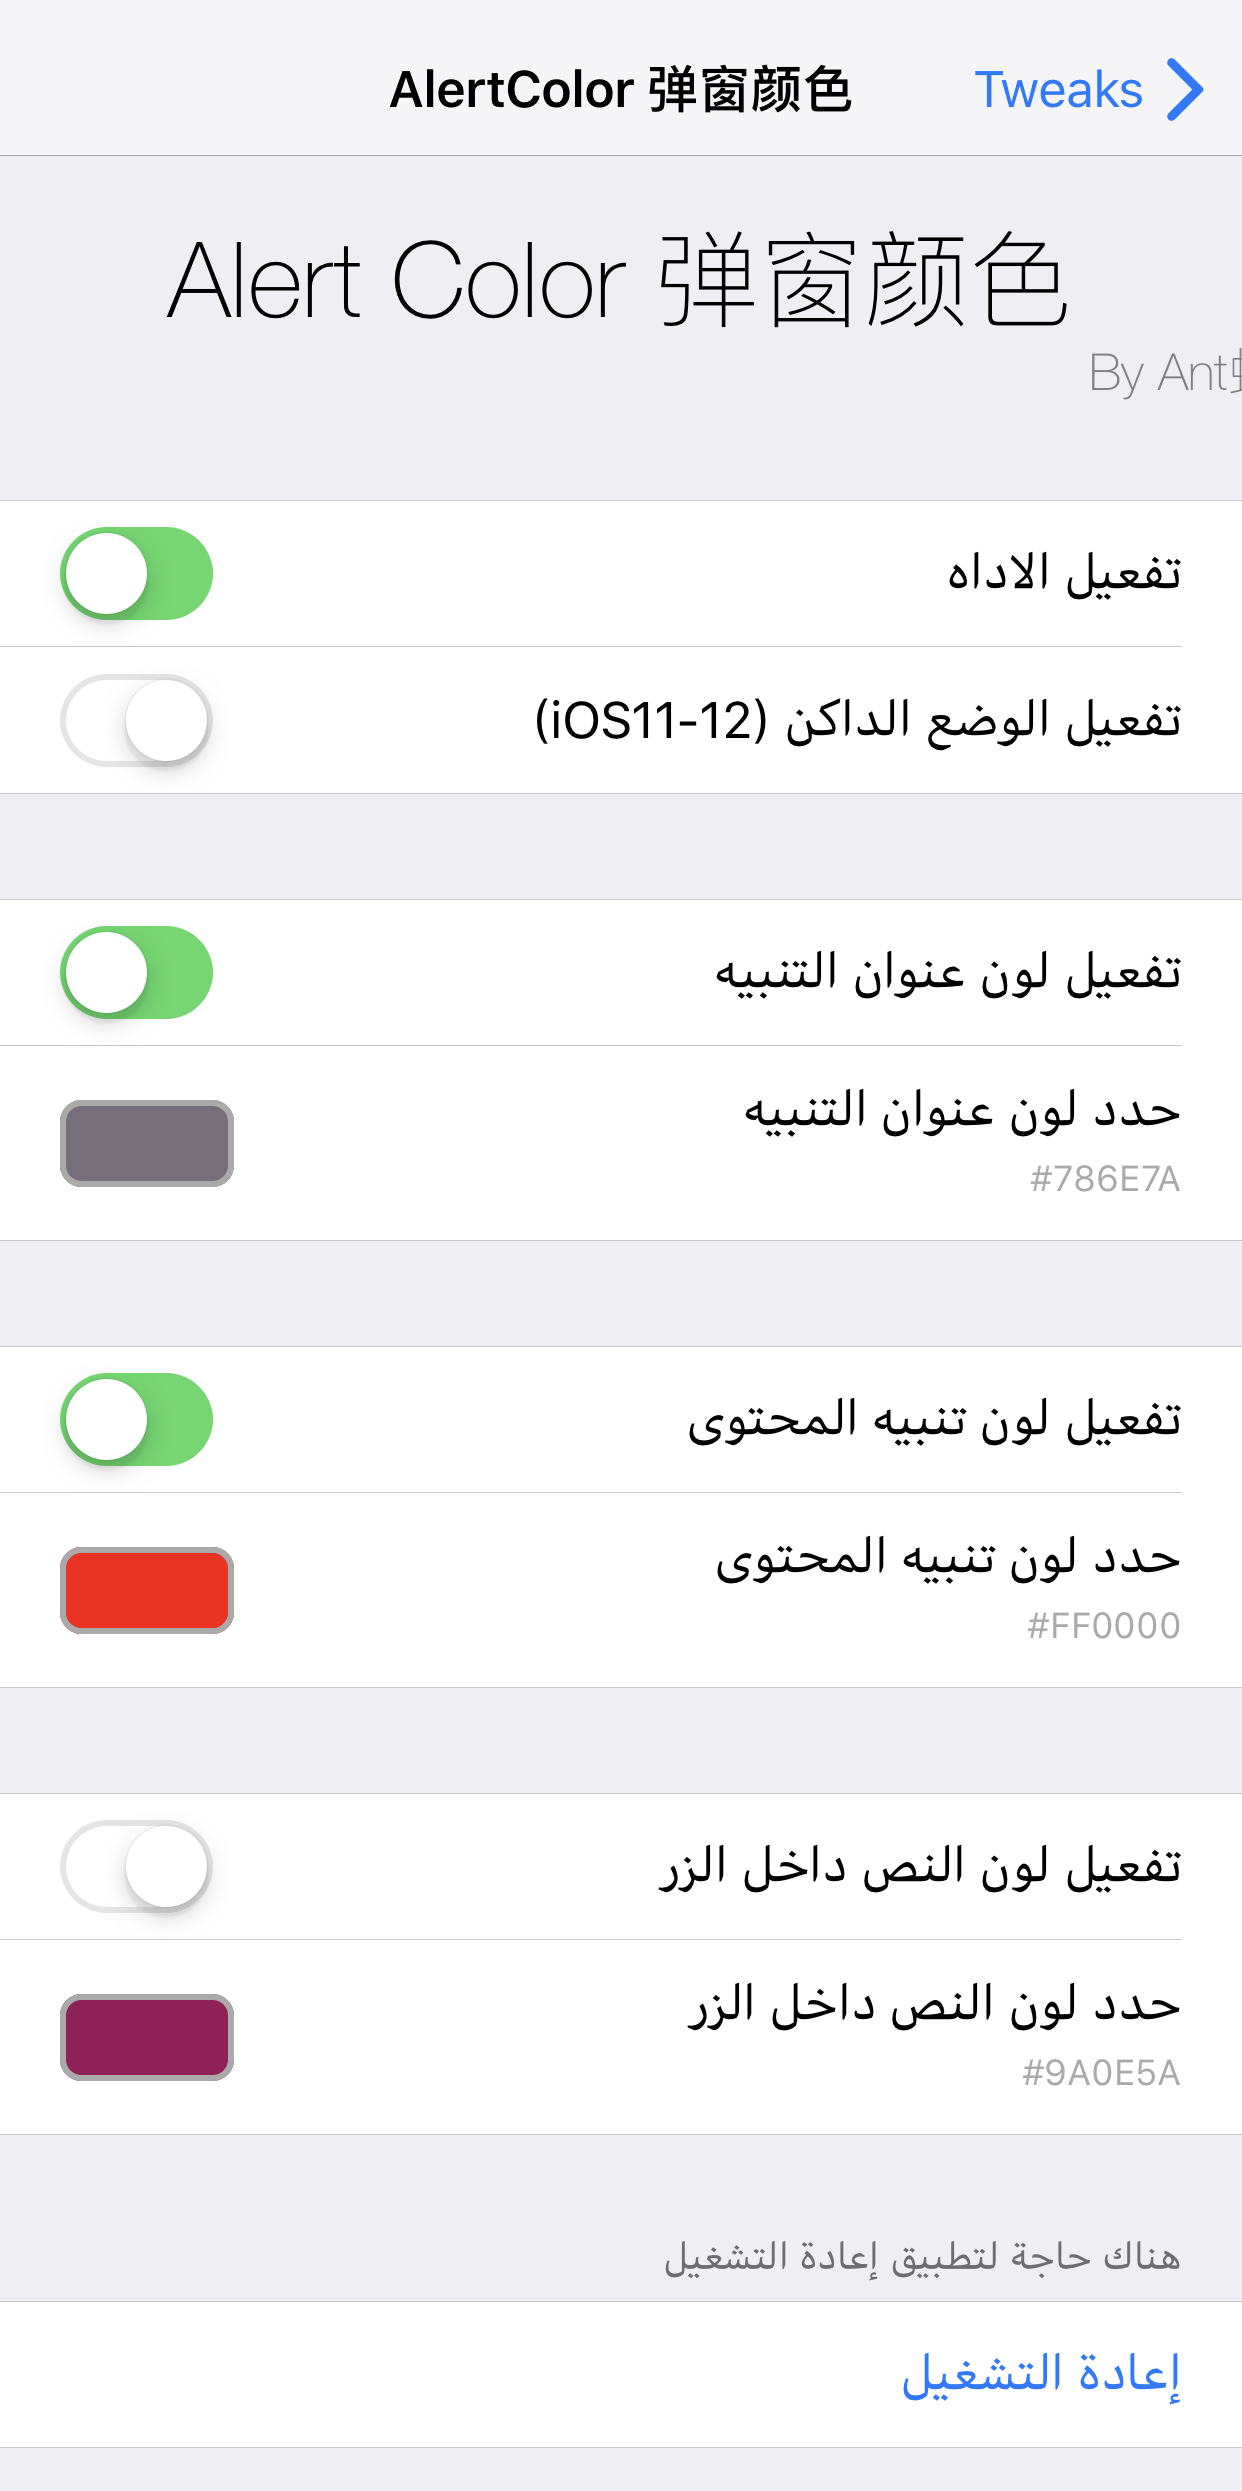 AlertColor 弹窗颜色
Tweaks
Alert Color 弹窗颜色
By Ant
تفعيل الاداه
تفعيل الوضع الداكن (iOS11-12)
تفعيل لون عنوان التنبيه
حدد لون عنوان التنبيه
#786E7A
تفعيل لون تنبيه المحتوى
حدد لون تنبيه المحتوى
#FF0000
تفعيل لون النص داخل الزر
حدد لون النص داخل الزر
#9A0E5A
هناك حاجة لتطبيق إعادة التشغيل
إعادة التشغيل